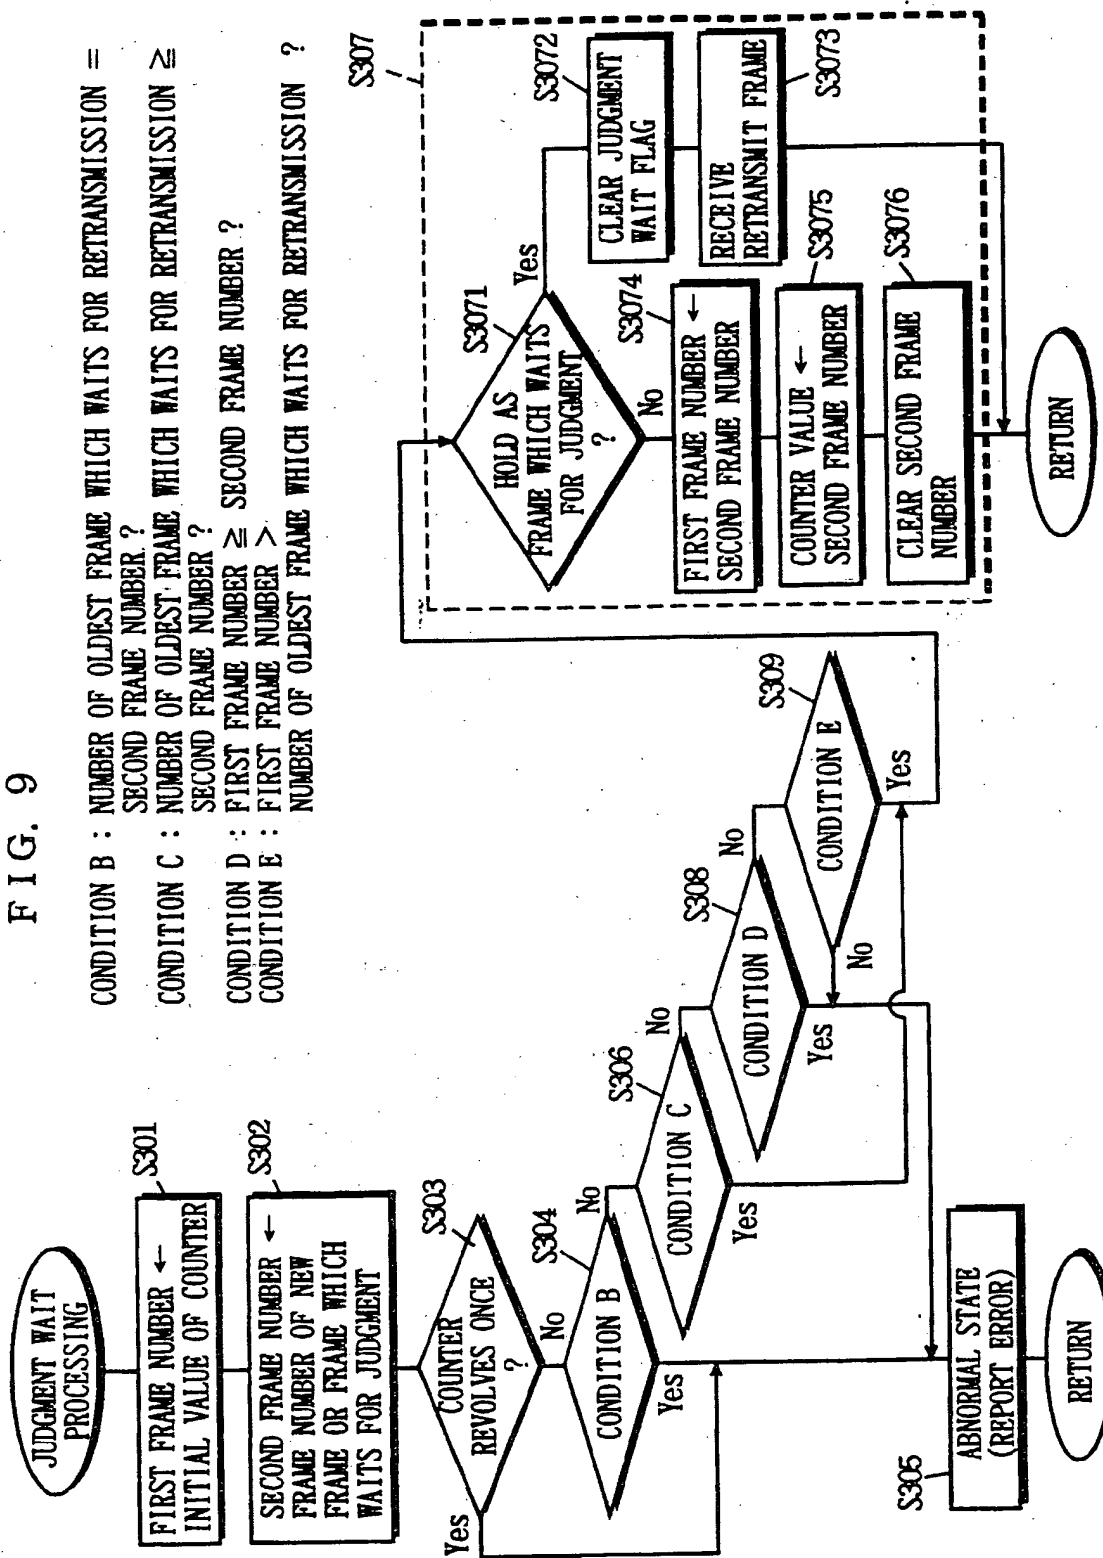 FIG. 9
CONDITION B : NUMBER OF OLDEST FRAME WHICH WAITS FOR RETRANSMISSION =
SECOND FRAME NUMBER ?
CONDITION C : NUMBER OF OLDEST FRAME WHICH WAITS FOR RETRANSMISSION ≧
SECOND FRAME NUMBER ?
CONDITION D : FIRST FRAME NUMBER ≧ SECOND FRAME NUMBER ?
CONDITION E : FIRST FRAME NUMBER >
NUMBER OF OLDEST FRAME WHICH WAITS FOR RETRANSMISSION ?
JUDGMENT WAIT
PROCESSING
S301
FIRST FRAME NUMBER ←
INITIAL VALUE OF COUNTER
S302
SECOND FRAME NUMBER ←
FRAME NUMBER OF NEW
FRAME OR FRAME WHICH
WAITS FOR JUDGMENT
S303
COUNTER
REVOLVES ONCE
?
Yes
No
S304
CONDITION B
Yes
No
S306
CONDITION C
Yes
No
S308
CONDITION D
Yes
No
S309
CONDITION E
No
Yes
S305
ABNORMAL STATE
(REPORT ERROR)
RETURN
S307
S3071
HOLD AS
FRAME WHICH WAITS
FOR JUDGMENT
?
Yes
No
S3072
CLEAR JUDGMENT
WAIT FLAG
S3073
RECEIVE
RETRANSMIT FRAME
S3074
FIRST FRAME NUMBER ←
SECOND FRAME NUMBER
S3075
COUNTER VALUE ←
SECOND FRAME NUMBER
S3076
CLEAR SECOND FRAME
NUMBER
RETURN